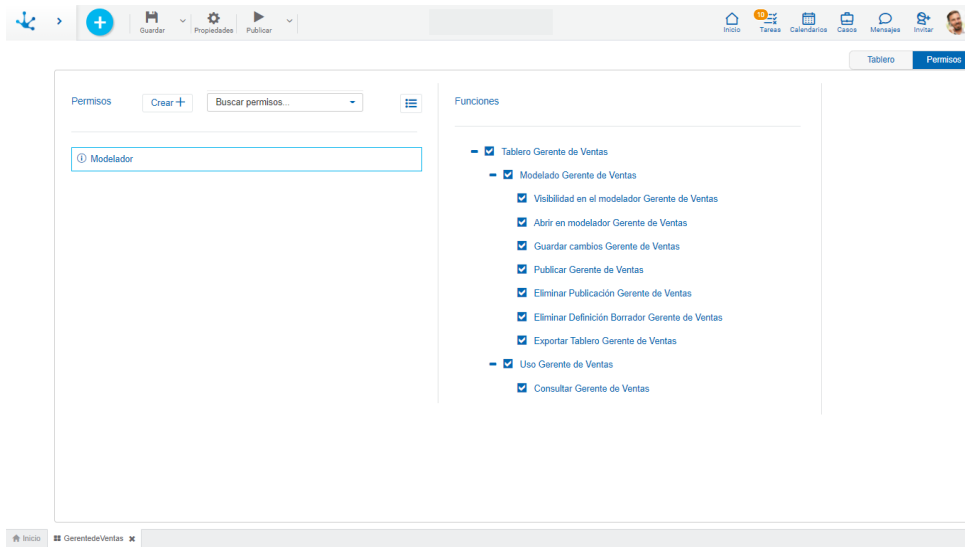 Guardar Propiedades Publicar Inicio 10 Tareas Calendarios Casos Mensajes Invitar
Tablero Permisos
Permisos Crear Buscar permisos... Funciones
Modelador
Tablero Gerente de Ventas
Modelado Gerente de Ventas
Visibilidad en el modelador Gerente de Ventas
Abrir en modelador Gerente de Ventas
Guardar cambios Gerente de Ventas
Publicar Gerente de Ventas
Eliminar Publicación Gerente de Ventas
Eliminar Definición Borrador Gerente de Ventas
Exportar Tablero Gerente de Ventas
Uso Gerente de Ventas
Consultar Gerente de Ventas
Inicio GerentedeVentas